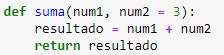 def suma(num1, num2 = 3):
    resultado = num1 + num2
    return resultado